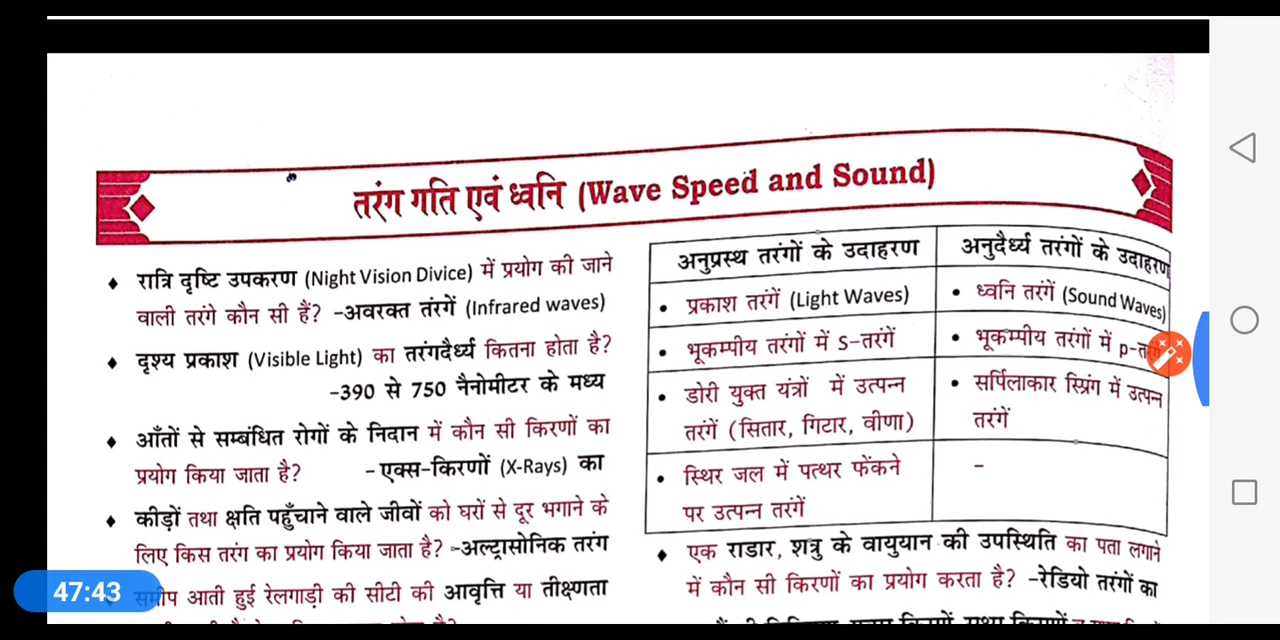 तरंग गति एवं ध्वनि (Wave Speed and Sound)
♦ रात्रि दृष्टि उपकरण (Night Vision Divice) में प्रयोग की जाने
वाली तरंगे कौन सी हैं? -अवरक्त तंरगें (Infrared waves)
♦ दृश्य प्रकाश (Visible Light) का तरंगदैर्ध्य कितना होता है?
-390 से 750 नैनोमीटर के मध्य
♦ आँतों से सम्बंधित रोगों के निदान में कौन सी किरणों का
प्रयोग किया जाता है? -एक्स-किरणों (X-Rays) का
♦ कीड़ों तथा क्षति पहुँचाने वाले जीवों को घरों से दूर भगाने के
लिए किस तरंग का प्रयोग किया जाता है? -अल्ट्रासोनिक तरंग
समीप आती हुई रेलगाड़ी की सीटी की आवृत्ति या तीक्ष्णता
47:43
अनुप्रस्थ तरंगों के उदाहरण
अनुदैर्ध्य तरंगों के उदाहरण
• प्रकाश तरंगें (Light Waves)
• ध्वनि तरंगें (Sound Waves)
• भूकम्पीय तरंगों में S-तरंगें
• भूकम्पीय तरंगों में p-
• डोरी युक्त यंत्रों में उत्पन्न
तरंगें (सितार, गिटार, वीणा)
• सर्पिलाकार स्प्रिंग में उत्पन्न
तरंगें
• स्थिर जल में पत्थर फेंकने
पर उत्पन्न तरंगें
-
♦ एक राडार, शत्रु के वायुयान की उपस्थिति का पता लगाने
में कौन सी किरणों का प्रयोग करता है? -रेडियो तरंगों का